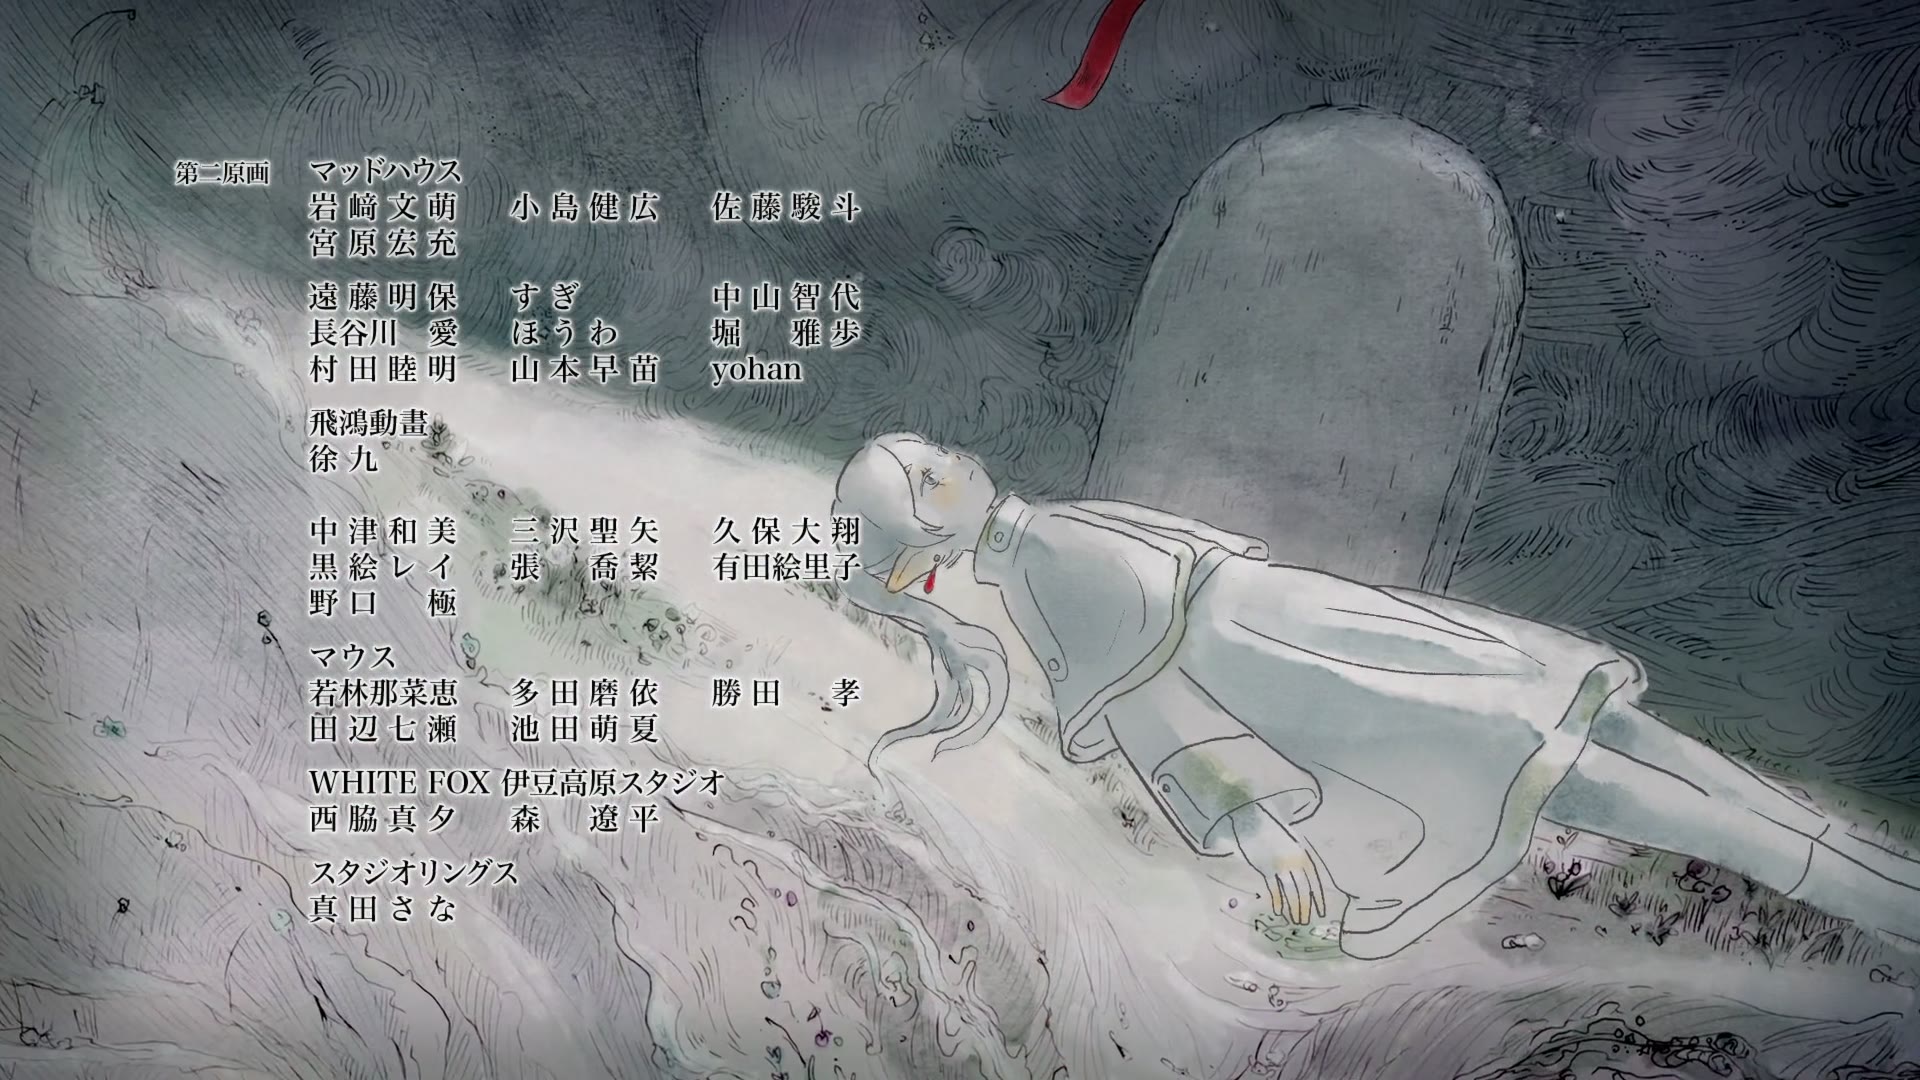 第二原画 マッドハウス
岩﨑文萌 小島健広 佐藤駿斗
宮原宏充
遠藤明保 すぎ 中山智代
長谷川 愛 ほうわ 堀 雅歩
村田睦明 山本早苗 yohan
飛鴻動畫
徐九
中津和美 三沢聖矢 久保大翔
黒絵レイ 張 喬絜 有田絵里子
野口 極
マウス
若林那菜恵 多田磨依 勝田 孝
田辺七瀬 池田萌夏
WHITE FOX 伊豆高原スタジオ
西脇真夕 森 遼平
スタジオリングス
真田さな